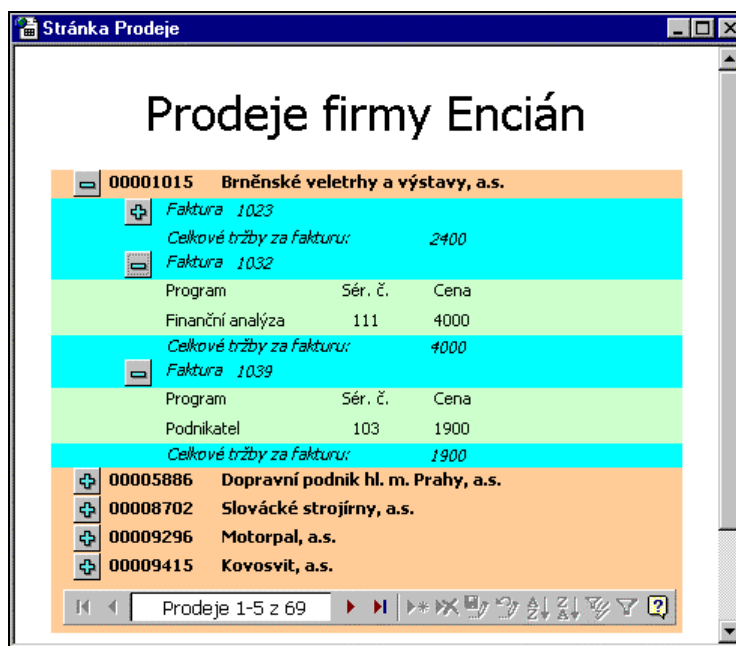 Stránka Prodeje
Prodeje firmy Encián
00001015 Brněnské veletrhy a výstavy, a.s.
Faktura 1023
Celkové tržby za fakturu: 2400
Faktura 1032
Program Sér. č. Cena
Finanční analýza 111 4000
Celkové tržby za fakturu: 4000
Faktura 1039
Program Sér. č. Cena
Podnikatel 103 1900
Celkové tržby za fakturu: 1900
00005886 Dopravní podnik hl. m. Prahy, a.s.
00008702 Slovácké strojírny, a.s.
00009296 Motorpal, a.s.
00009415 Kovosvit, a.s.
Prodeje 1-5 z 69